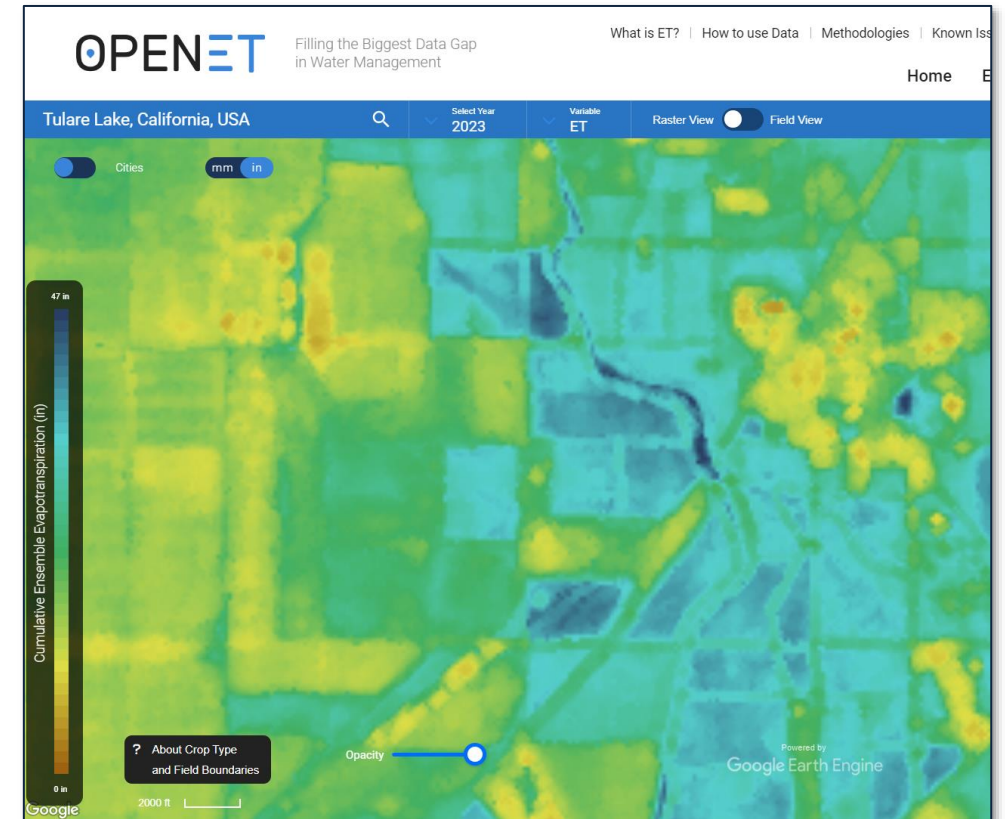 OPENET
Filling the Biggest Data Gap
in Water Management
What is ET? | How to use Data | Methodologies | Known Iss
Home E
Tulare Lake, California, USA
Select Year
2023
Variable
ET
Raster View
Field View
Cities
mm in
47 in
Cumulative Ensemble Evapotranspiration (in)
0 in
? About Crop Type
and Field Boundaries
Opacity
Powered by
Google Earth Engine
2000 ft
Google